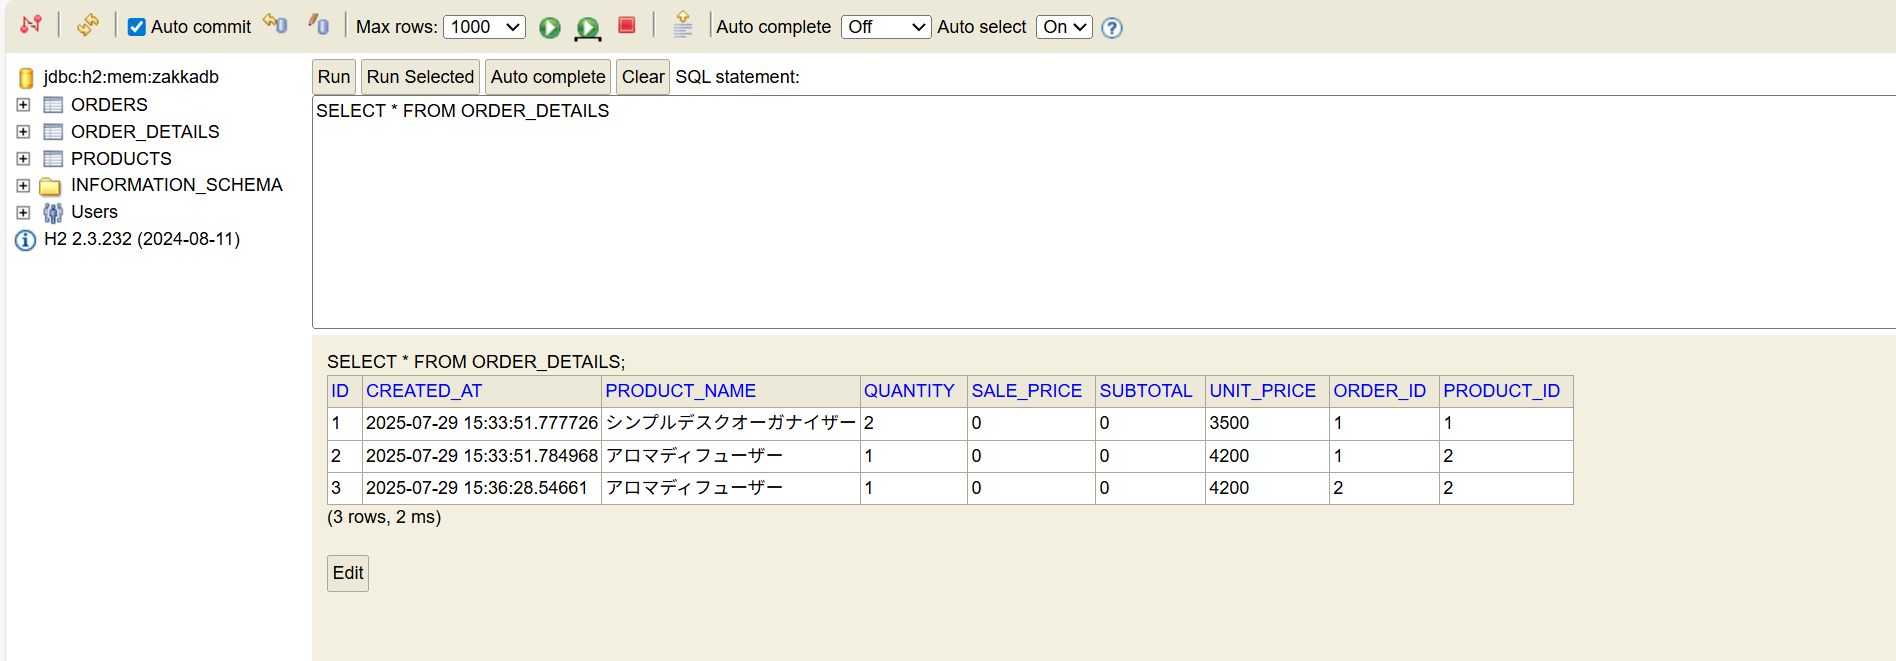 Auto commit Max rows: 1000 Auto complete Off Auto select On
jdbc:h2:mem:zakkadb
ORDERS
ORDER_DETAILS
PRODUCTS
INFORMATION_SCHEMA
Users
H2 2.3.232 (2024-08-11)
Run Run Selected Auto complete Clear SQL statement:
SELECT * FROM ORDER_DETAILS
SELECT * FROM ORDER_DETAILS;
ID CREATED_AT PRODUCT_NAME QUANTITY SALE_PRICE SUBTOTAL UNIT_PRICE ORDER_ID PRODUCT_ID
1 2025-07-29 15:33:51.777726 シンプルデスクオーガナイザー 2 0 0 3500 1 1
2 2025-07-29 15:33:51.784968 アロマディフューザー 1 0 0 4200 1 2
3 2025-07-29 15:36:28.54661 アロマディフューザー 1 0 0 4200 2 2
(3 rows, 2 ms)
Edit